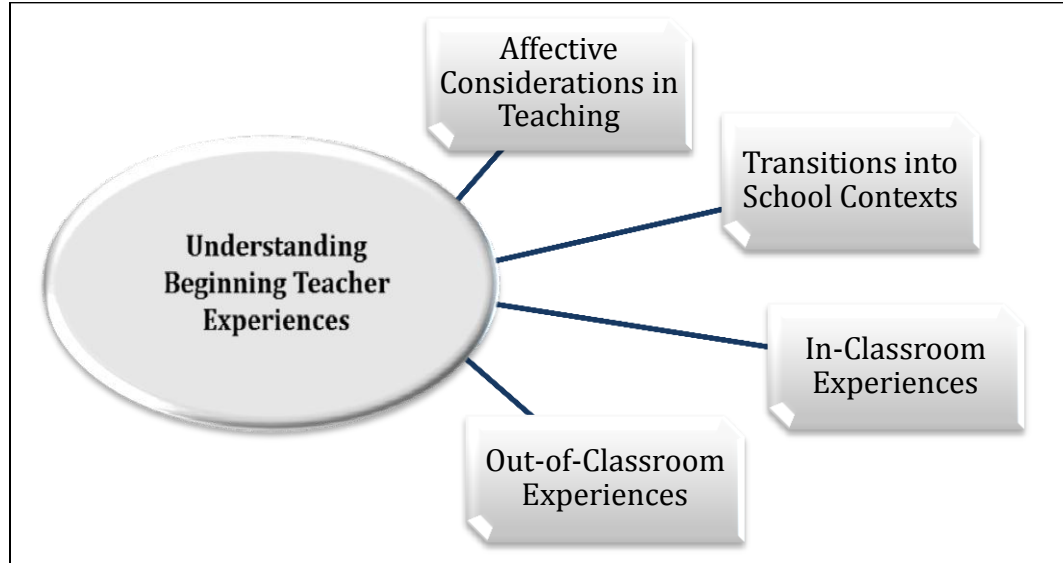 Affective
Considerations in
Teaching
Transitions into
School Contexts
Understanding
Beginning Teacher
Experiences
In-Classroom
Experiences
Out-of-Classroom
Experiences